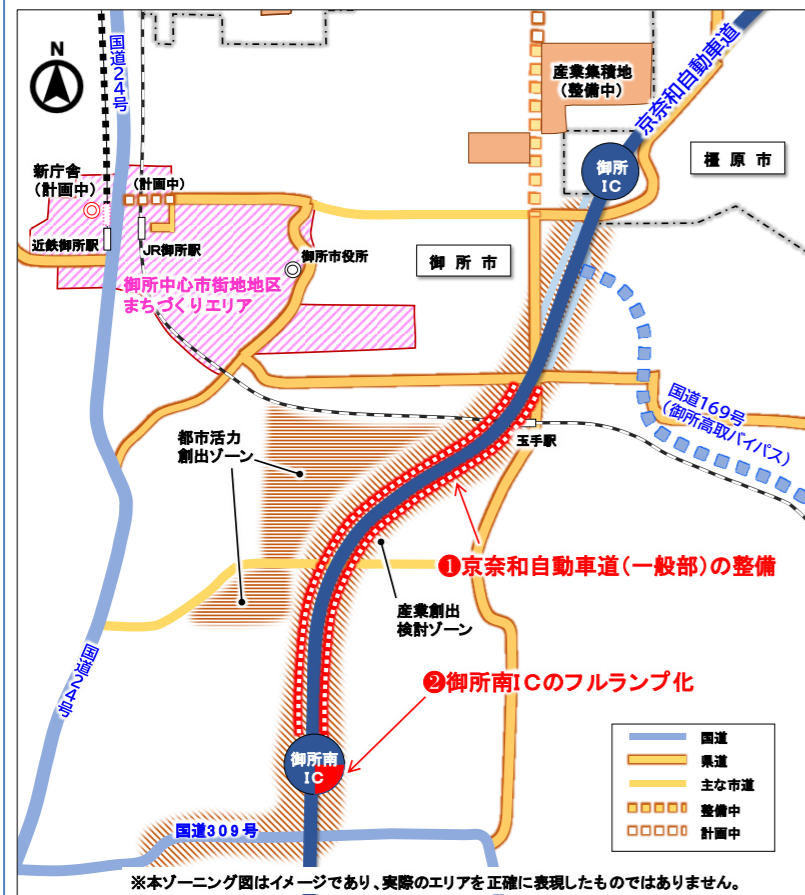 N
国道24号
京奈和自動車道
産業集積地
(整備中)
御所
IC
橿原市
新庁舎
(計画中)
(計画中)
近鉄御所駅
JR御所駅
御所市役所
御所市
御所中心市街地地区
まちづくりエリア
国道169号
(御所高取バイパス)
都市活力
創出ゾーン
玉手駅
❶京奈和自動車道(一般部)の整備
産業創出
検討ゾーン
国道24号
❷御所南ICのフルランプ化
御所南
IC
国道
県道
主な市道
整備中
計画中
国道309号
※本ゾーニング図はイメージであり、実際のエリアを正確に表現したものではありません。